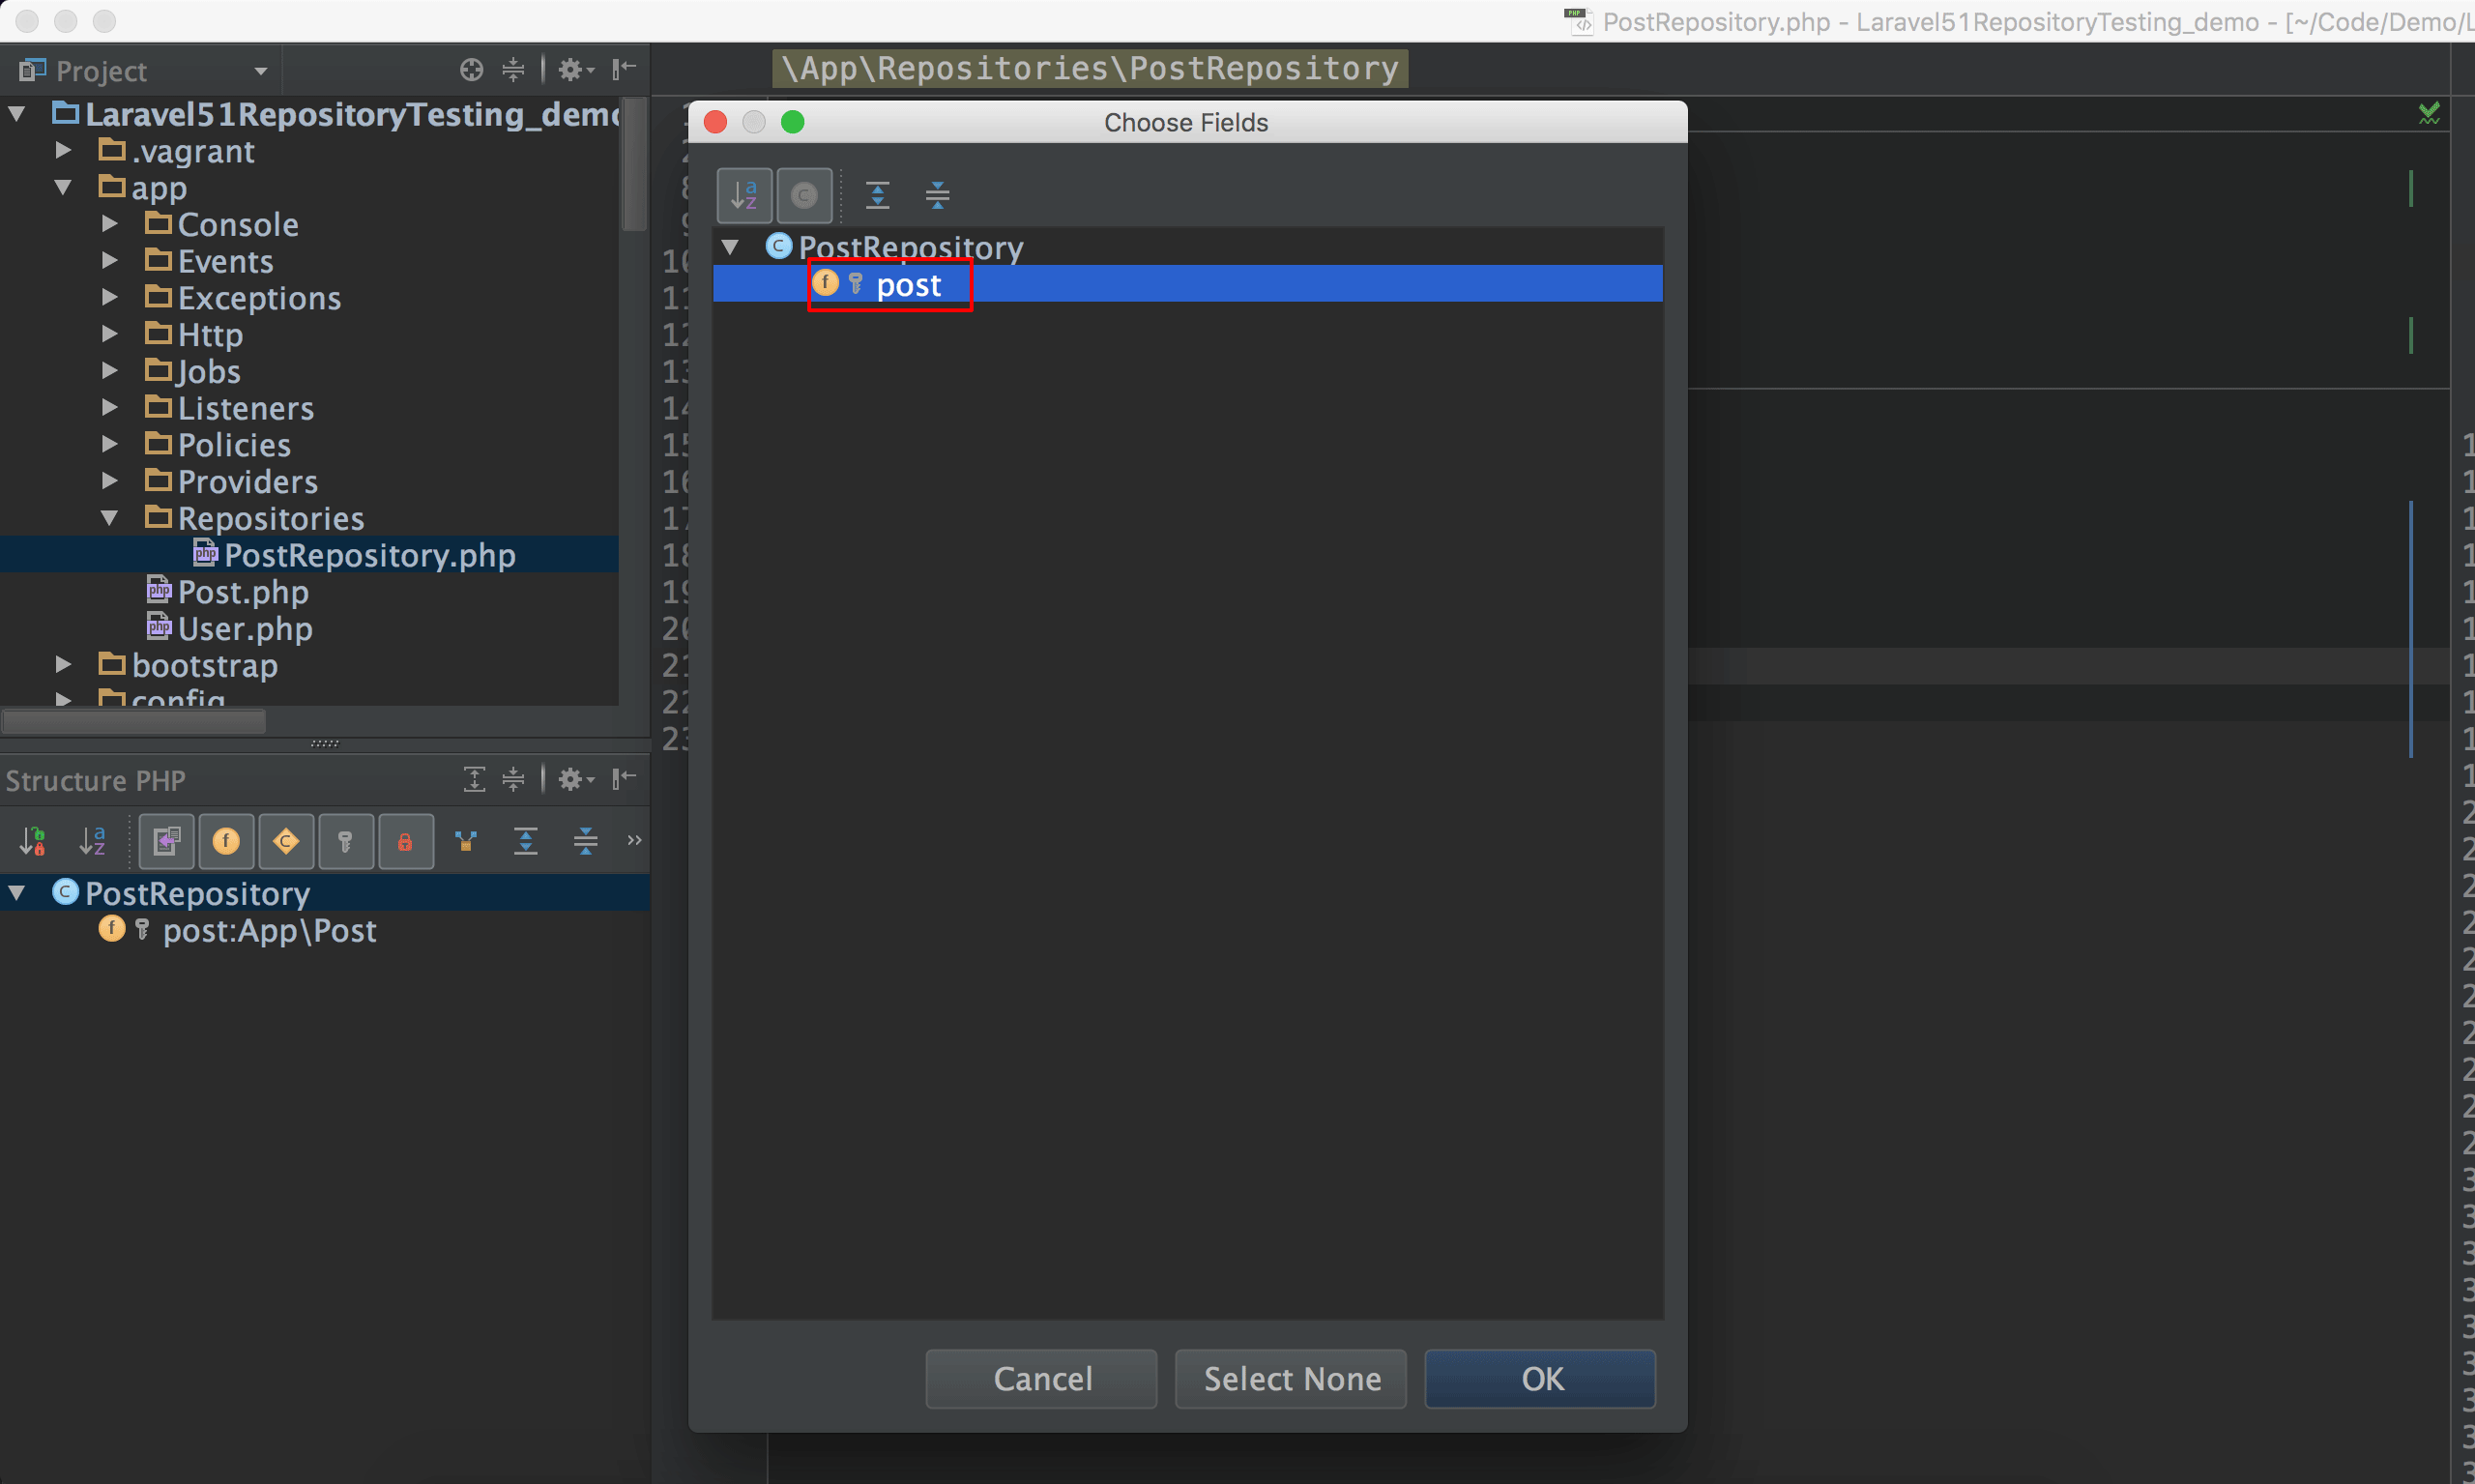 PostRepository.php - Laravel51RepositoryTesting_demo - [~/Code/Demo/L
Project
\App\Repositories\PostRepository
Laravel51RepositoryTesting_demo
.vagrant
app
Console
Events
Exceptions
Http
Jobs
Listeners
Policies
Providers
Repositories
PostRepository.php
Post.php
User.php
bootstrap
config
Structure PHP
PostRepository
post:App\Post
Choose Fields
PostRepository
post
Cancel
Select None
OK